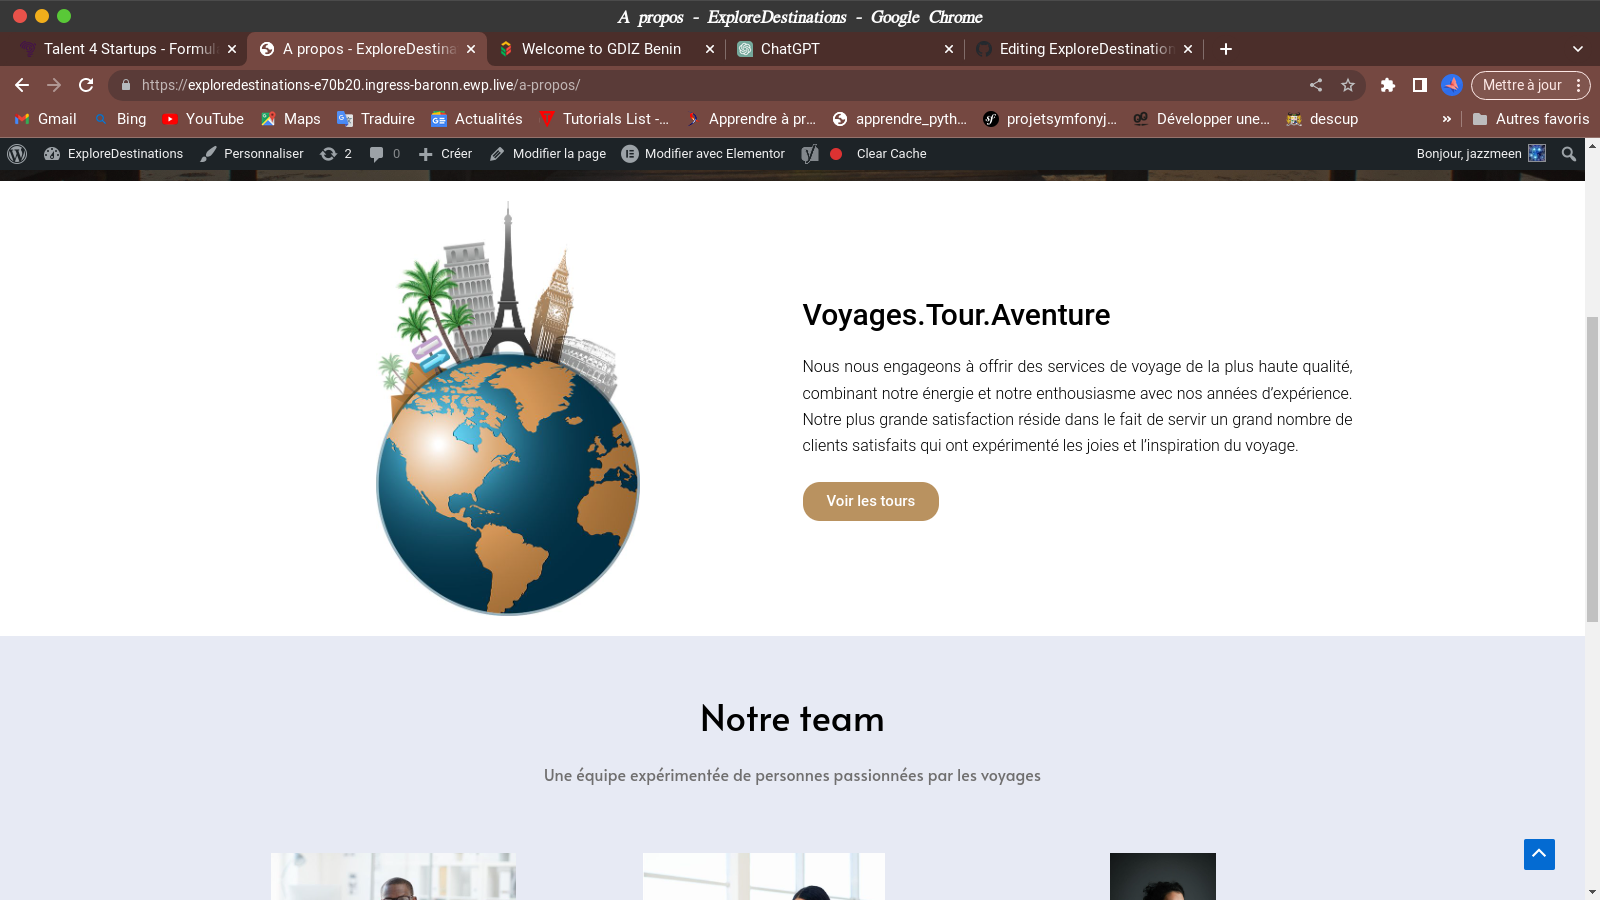 A propos - ExploreDestinations - Google Chrome
Talent 4 Startups - Formul
A propos - ExploreDestina
Welcome to GDIZ Benin
ChatGPT
Editing ExploreDestination
https://exploredestinations-e70b20.ingress-baronn.ewp.live/a-propos/
Mettre à jour
Gmail
Bing
YouTube
Maps
Traduire
Actualités
Tutorials List -...
Apprendre à pr...
apprendre_pyth...
projetsymfonyj...
Développer une...
descup
»
Autres favoris
ExploreDestinations
Personnaliser
2
0
Créer
Modifier la page
Modifier avec Elementor
Clear Cache
Bonjour, jazzmeen
Voyages.Tour.Aventure
Nous nous engageons à offrir des services de voyage de la plus haute qualité,
combinant notre énergie et notre enthousiasme avec nos années d’expérience.
Notre plus grande satisfaction réside dans le fait de servir un grand nombre de
clients satisfaits qui ont expérimenté les joies et l’inspiration du voyage.
Voir les tours
Notre team
Une équipe expérimentée de personnes passionnées par les voyages